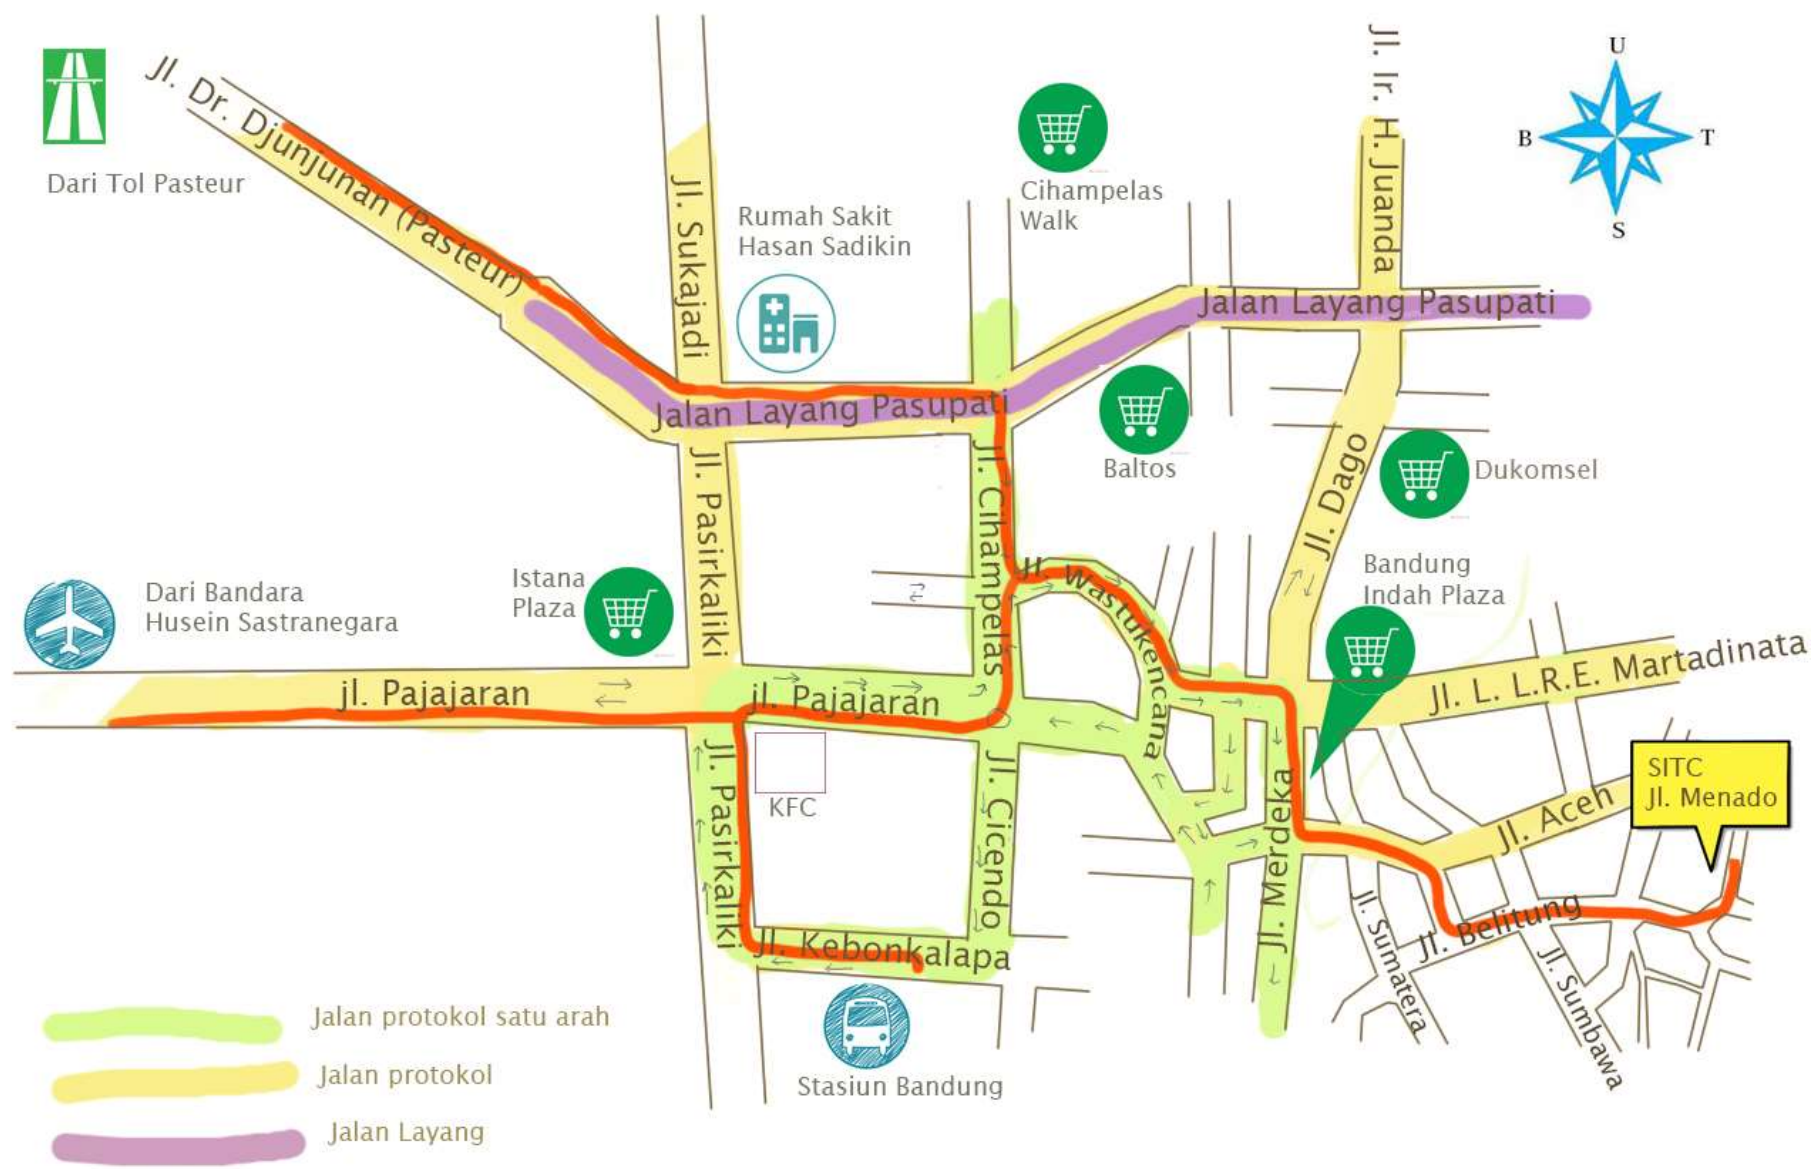 Jl. Dr. Djunjunan (Pasteur)
Dari Tol Pasteur
Jl. Sukajadi
Rumah Sakit
Hasan Sadikin
Cihampelas
Walk
Jl. Ir. H. Juanda
U
B
T
S
Jalan Layang Pasupati
Jalan Layang Pasupati
Baltos
Dukomsel
Jl. Dago
Jl. Pasirkaliki
Jl. Cihampelas
Jl. Wastukencana
Bandung
Indah Plaza
Istana
Plaza
Dari Bandara
Husein Sastranegara
jl. Pajajaran
jl. Pajajaran
Jl. L. L.R.E. Martadinata
SITC
Jl. Menado
KFC
Jl. Pasirkaliki
Jl. Cicendo
Jl. Merdeka
Jl. Aceh
Jl. Belitung
Jl. Sumatera
Jl. Sumbawa
Jl. Kebonkalapa
Stasiun Bandung
Jalan protokol satu arah
Jalan protokol
Jalan Layang